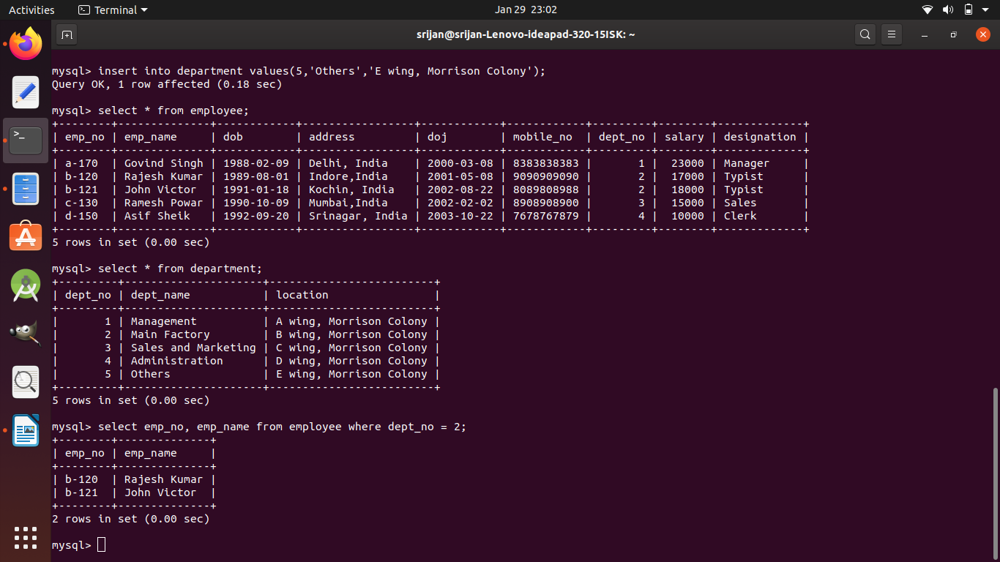 Activities Terminal Jan 29 23:02
srijan@srijan-Lenovo-ideapad-320-15ISK: ~
mysql> insert into department values(5,'Others','E wing, Morrison Colony');
Query OK, 1 row affected (0.18 sec)
mysql> select * from employee;
+--------+--------------+------------+-----------------+------------+------------+---------+--------+-------------+
| emp_no | emp_name     | dob        | address         | doj        | mobile_no  | dept_no | salary | designation |
+--------+--------------+------------+-----------------+------------+------------+---------+--------+-------------+
| a-170  | Govind Singh | 1988-02-09 | Delhi, India    | 2000-03-08 | 8383838383 |       1 |  23000 | Manager     |
| b-120  | Rajesh Kumar | 1989-08-01 | Indore,India    | 2001-05-08 | 9090909090 |       2 |  17000 | Typist      |
| b-121  | John Victor  | 1991-01-18 | Kochin, India   | 2002-08-22 | 8089808988 |       2 |  18000 | Typist      |
| c-130  | Ramesh Powar | 1990-10-09 | Mumbai,India    | 2002-02-02 | 8908908900 |       3 |  15000 | Sales       |
| d-150  | Asif Sheik   | 1992-09-20 | Srinagar, India | 2003-10-22 | 7678767879 |       4 |  10000 | Clerk       |
+--------+--------------+------------+-----------------+------------+------------+---------+--------+-------------+
5 rows in set (0.00 sec)
mysql> select * from department;
+---------+---------------------+-------------------------+
| dept_no | dept_name           | location                |
+---------+---------------------+-------------------------+
|       1 | Management          | A wing, Morrison Colony |
|       2 | Main Factory        | B wing, Morrison Colony |
|       3 | Sales and Marketing | C wing, Morrison Colony |
|       4 | Administration      | D wing, Morrison Colony |
|       5 | Others              | E wing, Morrison Colony |
+---------+---------------------+-------------------------+
5 rows in set (0.00 sec)
mysql> select emp_no, emp_name from employee where dept_no = 2;
+--------+--------------+
| emp_no | emp_name     |
+--------+--------------+
| b-120  | Rajesh Kumar |
| b-121  | John Victor  |
+--------+--------------+
2 rows in set (0.00 sec)
mysql>